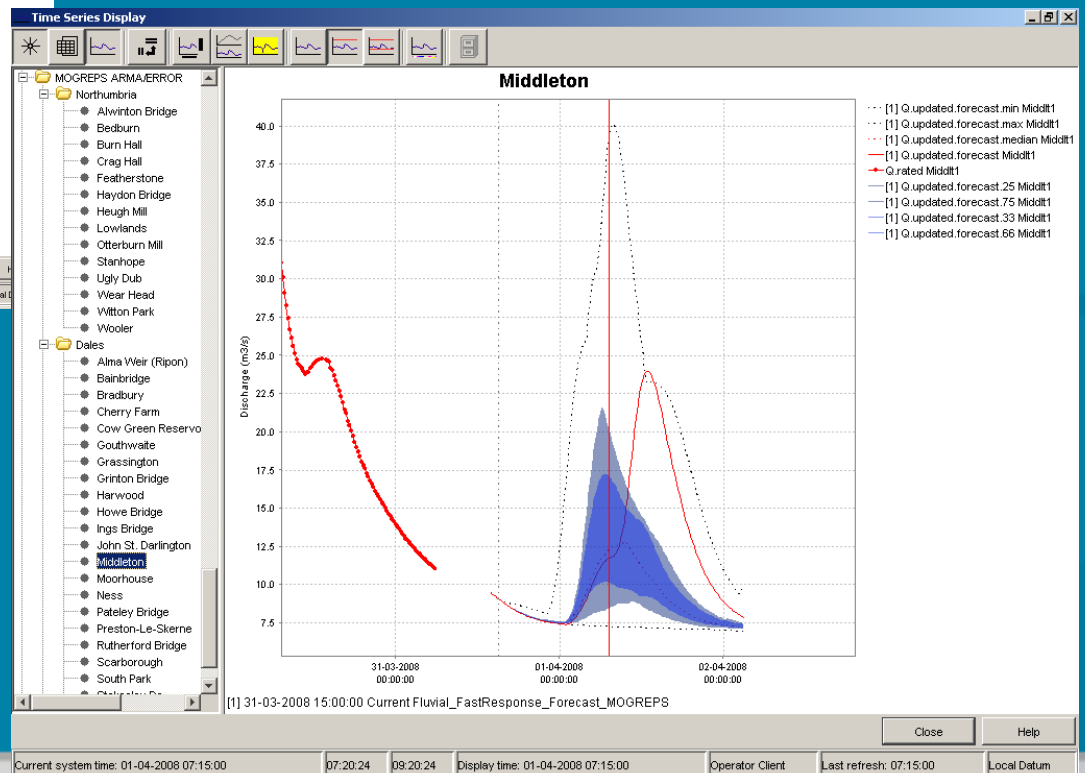 Time Series Display
MOGREPS ARMA/ERROR
Northumbria
Alwinton Bridge
Bedburn
Burn Hall
Crag Hall
Featherstone
Haydon Bridge
Heugh Mill
Lowlands
Otterburn Mill
Stanhope
Ugly Dub
Wear Head
Witton Park
Wooler
Dales
Alma Weir (Ripon)
Bainbridge
Bradbury
Cherry Farm
Cow Green Reservo
Gouthwaite
Grassington
Grinton Bridge
Harwood
Howe Bridge
Ings Bridge
John St. Darlington
Middleton
Moorhouse
Ness
Pateley Bridge
Preston-Le-Skerne
Rutherford Bridge
Scarborough
South Park
Middleton
Discharge (m3/s)
40.0
37.5
35.0
32.5
30.0
27.5
25.0
22.5
20.0
17.5
15.0
12.5
10.0
7.5
31-03-2008
00:00:00
01-04-2008
00:00:00
02-04-2008
00:00:00
[1] Q.updated.forecast.min Middlt1
[1] Q.updated.forecast.max Middlt1
[1] Q.updated.forecast.median Middlt1
[1] Q.updated.forecast Middlt1
Q.rated Middlt1
[1] Q.updated.forecast.25 Middlt1
[1] Q.updated.forecast.75 Middlt1
[1] Q.updated.forecast.33 Middlt1
[1] Q.updated.forecast.66 Middlt1
[1] 31-03-2008 15:00:00 Current Fluvial_FastResponse_Forecast_MOGREPS
Close
Help
Current system time: 01-04-2008 07:15:00
07:20:24
09:20:24
Display time: 01-04-2008 07:15:00
Operator Client
Last refresh: 07:15:00
Local Datum